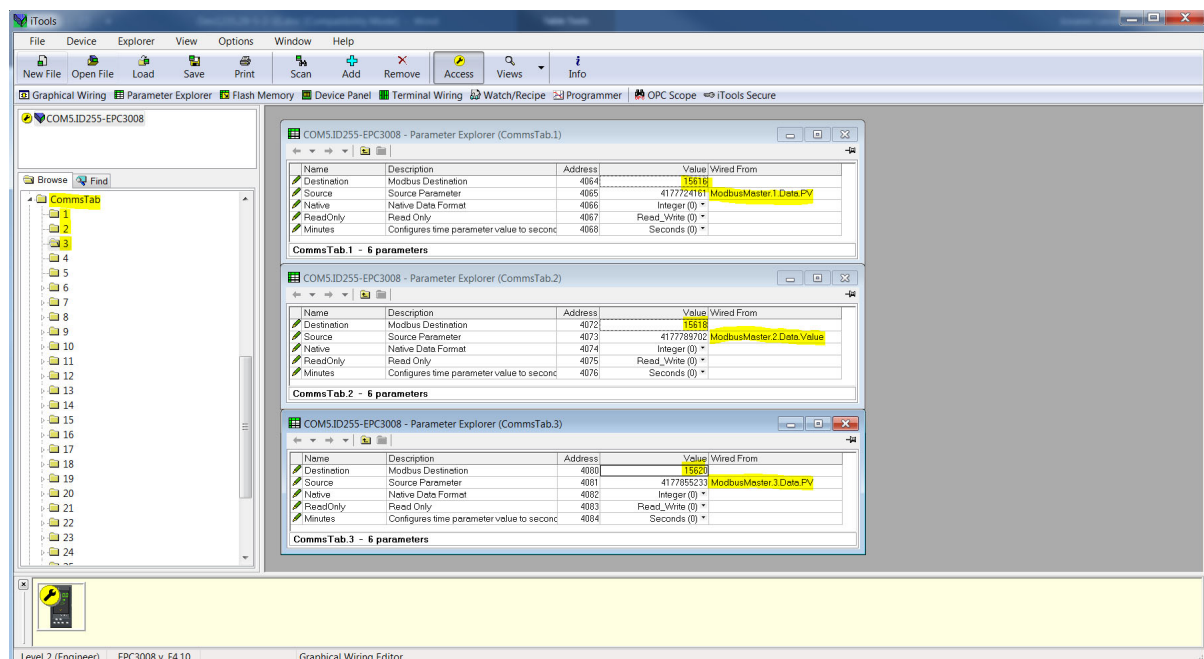 iTools
File Device Explorer View Options Window Help
New File Open File Load Save Print Scan Add Remove Access Views Info
Graphical Wiring Parameter Explorer Flash Memory Device Panel Terminal Wiring Watch/Recipe Programmer OPC Scope iTools Secure
COM5.ID255-EPC3008
Browse Find
CommsTab
1
2
3
4
5
6
7
8
9
10
11
12
13
14
15
16
17
18
19
20
21
22
23
24
COM5.ID255-EPC3008 - Parameter Explorer (CommsTab.1)
Name Description Address Value Wired From
Destination Modbus Destination 4064 15616
Source Source Parameter 4065 4177724161 ModbusMaster.1.Data.PV
Native Native Data Format 4066 Integer (0)
ReadOnly Read Only 4067 Read_Write (0)
Minutes Configures time parameter value to second 4068 Seconds (0)
CommsTab.1 - 6 parameters
COM5.ID255-EPC3008 - Parameter Explorer (CommsTab.2)
Name Description Address Value Wired From
Destination Modbus Destination 4072 15618
Source Source Parameter 4073 4177789702 ModbusMaster.2.Data.Value
Native Native Data Format 4074 Integer (0)
ReadOnly Read Only 4075 Read_Write (0)
Minutes Configures time parameter value to second 4076 Seconds (0)
CommsTab.2 - 6 parameters
COM5.ID255-EPC3008 - Parameter Explorer (CommsTab.3)
Name Description Address Value Wired From
Destination Modbus Destination 4080 15620
Source Source Parameter 4081 4177855233 ModbusMaster.3.Data.PV
Native Native Data Format 4082 Integer (0)
ReadOnly Read Only 4083 Read_Write (0)
Minutes Configures time parameter value to second 4084 Seconds (0)
CommsTab.3 - 6 parameters
Level 2 (Engineer) EPC3008 v. E4.10 Graphical Wiring Editor